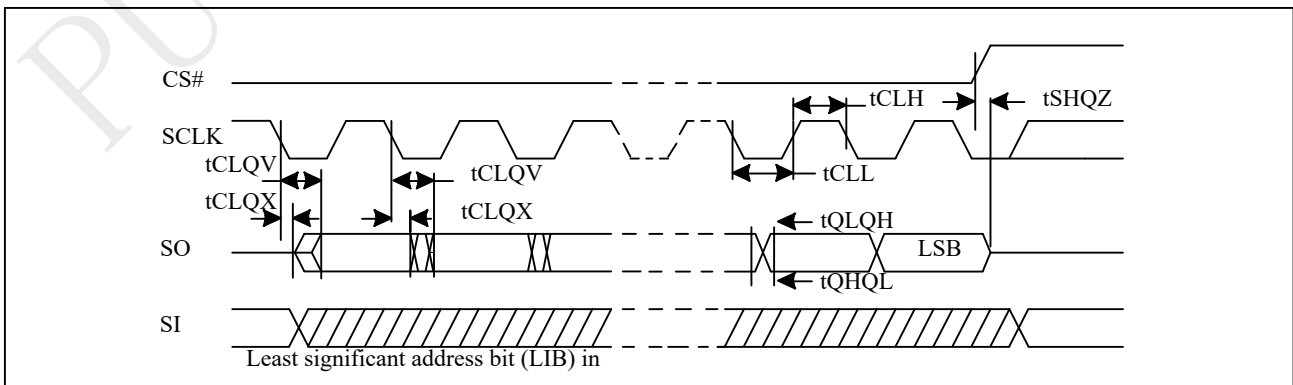 PU
CS#
tCLH
tSHQZ
SCLK
tCLQV
tCLQV
tCLL
tCLQX
tCLQX
tQLQH
SO
LSB
tQHQL
SI
Least significant address bit (LIB) in